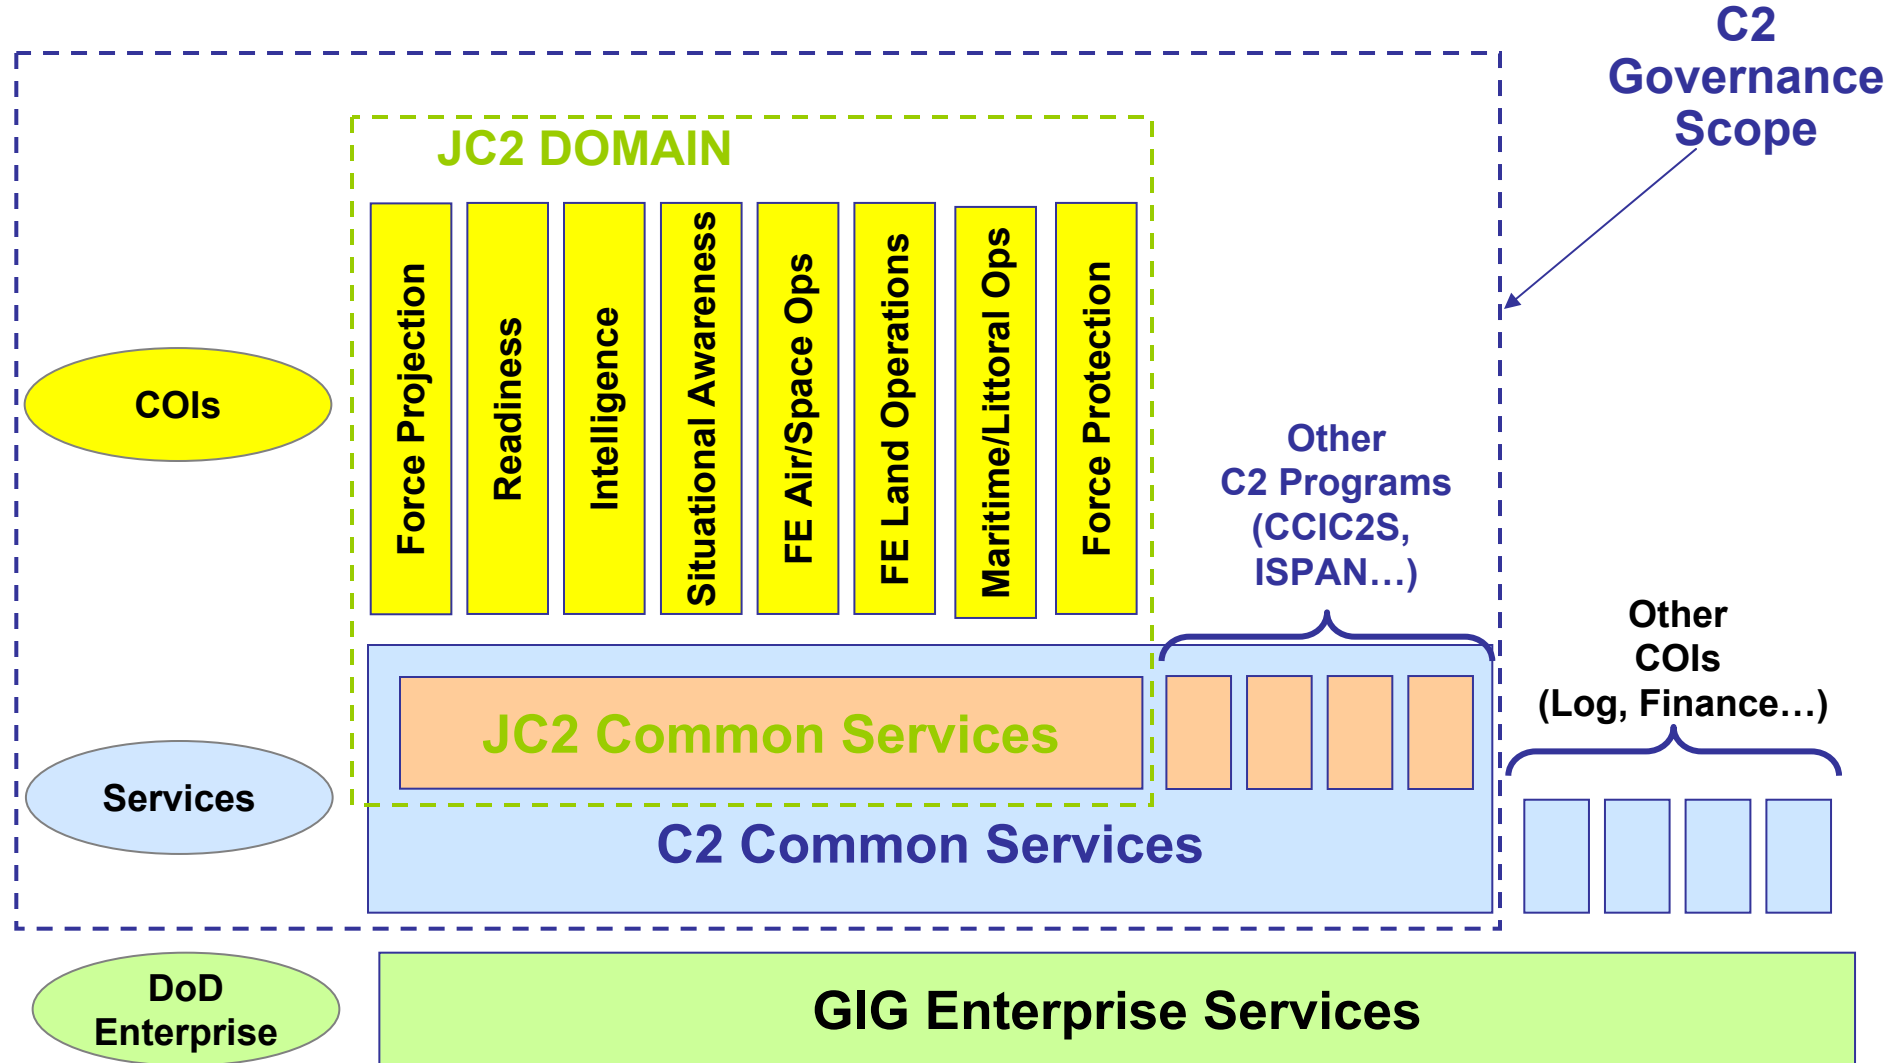 C2
Governance
Scope
JC2 DOMAIN
Force Projection
Readiness
Intelligence
Situational Awareness
FE Air/Space Ops
FE Land Operations
Maritime/Littoral Ops
Force Protection
COIs
Other
C2 Programs
(CCIC2S,
ISPAN…)
Other
COIs
(Log, Finance…)
JC2 Common Services
Services
C2 Common Services
DoD
Enterprise
GIG Enterprise Services